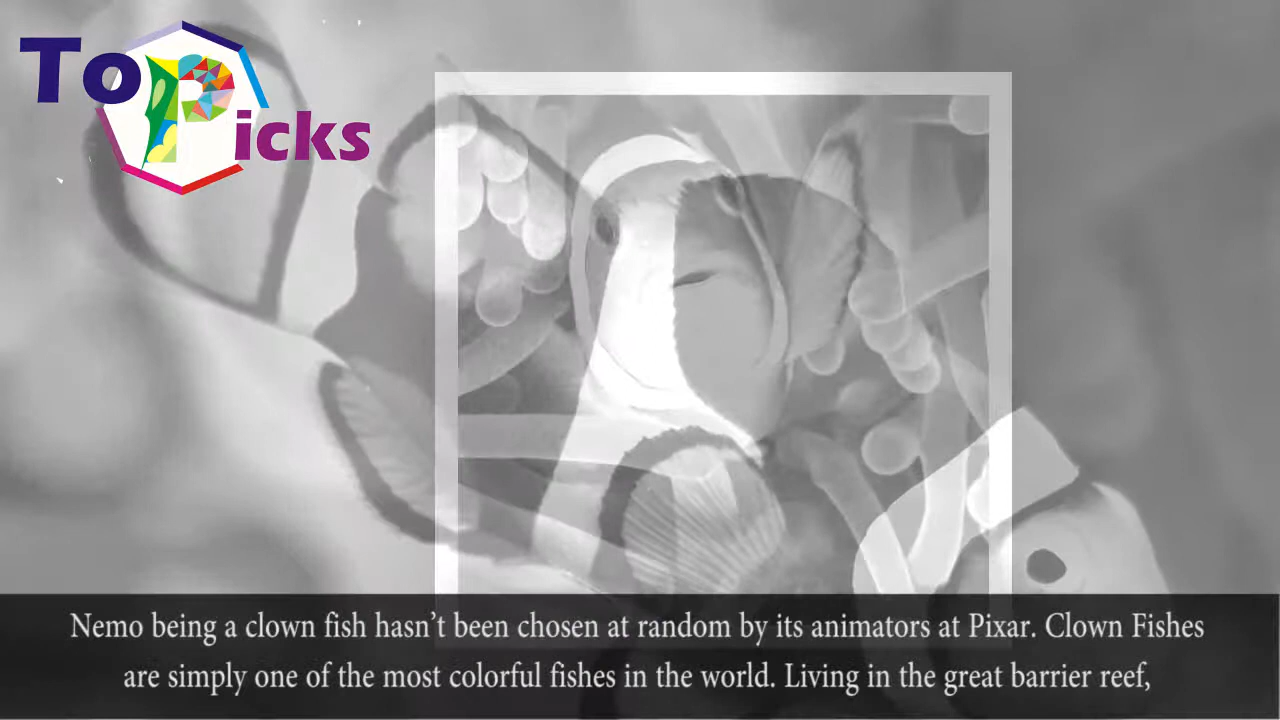 ToPicks
Nemo being a clown fish hasn't been chosen at random by its animators at Pixar. Clown Fishes
are simply one of the most colorful fishes in the world. Living in the great barrier reef,